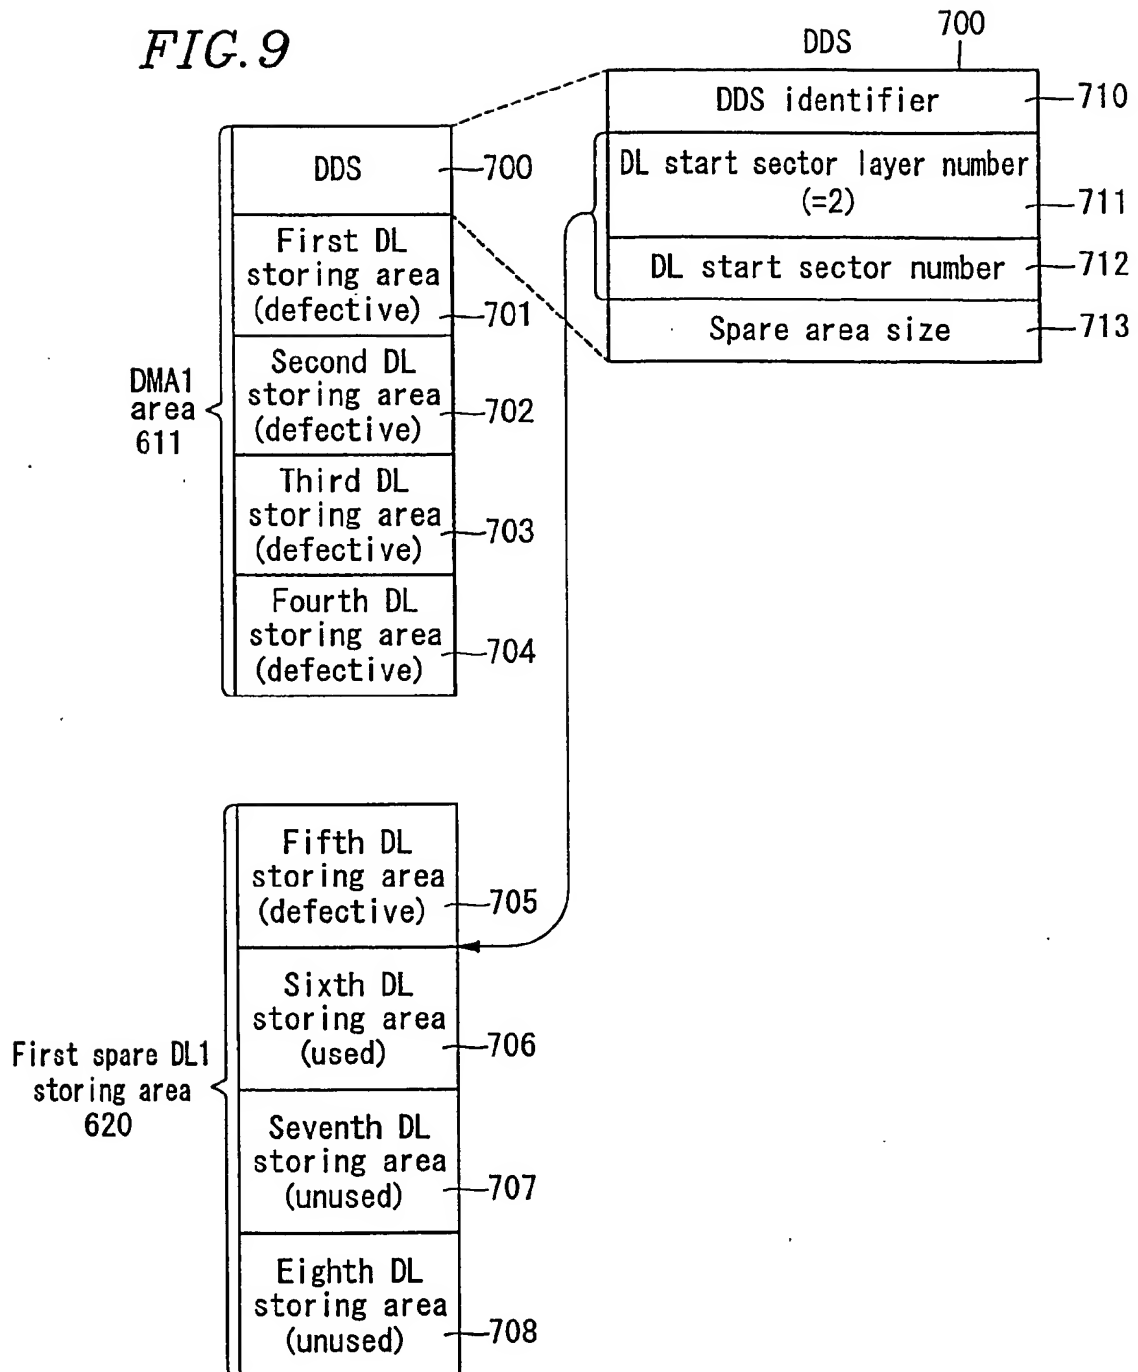 FIG.9
DDS
700
DDS identifier
710
DL start sector layer number
(=2)
711
DL start sector number
712
Spare area size
713
DDS
700
First DL
storing area
(defective)
701
Second DL
storing area
(defective)
702
Third DL
storing area
(defective)
703
Fourth DL
storing area
(defective)
704
DMA1
area
611
Fifth DL
storing area
(defective)
705
Sixth DL
storing area
(used)
706
Seventh DL
storing area
(unused)
707
Eighth DL
storing area
(unused)
708
First spare DL1
storing area
620